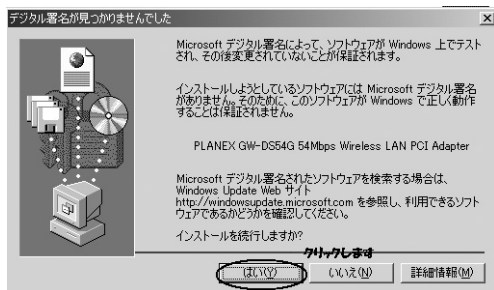 デジタル署名が見つかりませんでした
Microsoft デジタル署名によって、ソフトウェアが Windows 上でテスト
され、その後変更されていないことが保証されます。
インストールしようとしているソフトウェアには Microsoft デジタル署名
がありません。そのために、このソフトウェアが Windows で正しく動作
することは保証されません。
PLANEX GW-DS54G 54Mbps Wireless LAN PCI Adapter
Microsoft デジタル署名されたソフトウェアを検索する場合は、
Windows Update Web サイト
http://windowsupdate.microsoft.com を参照し、利用できるソフト
ウェアであるかどうかを確認してください。
インストールを続行しますか?
クリックします
はい(Y) いいえ(N) 詳細情報(M)